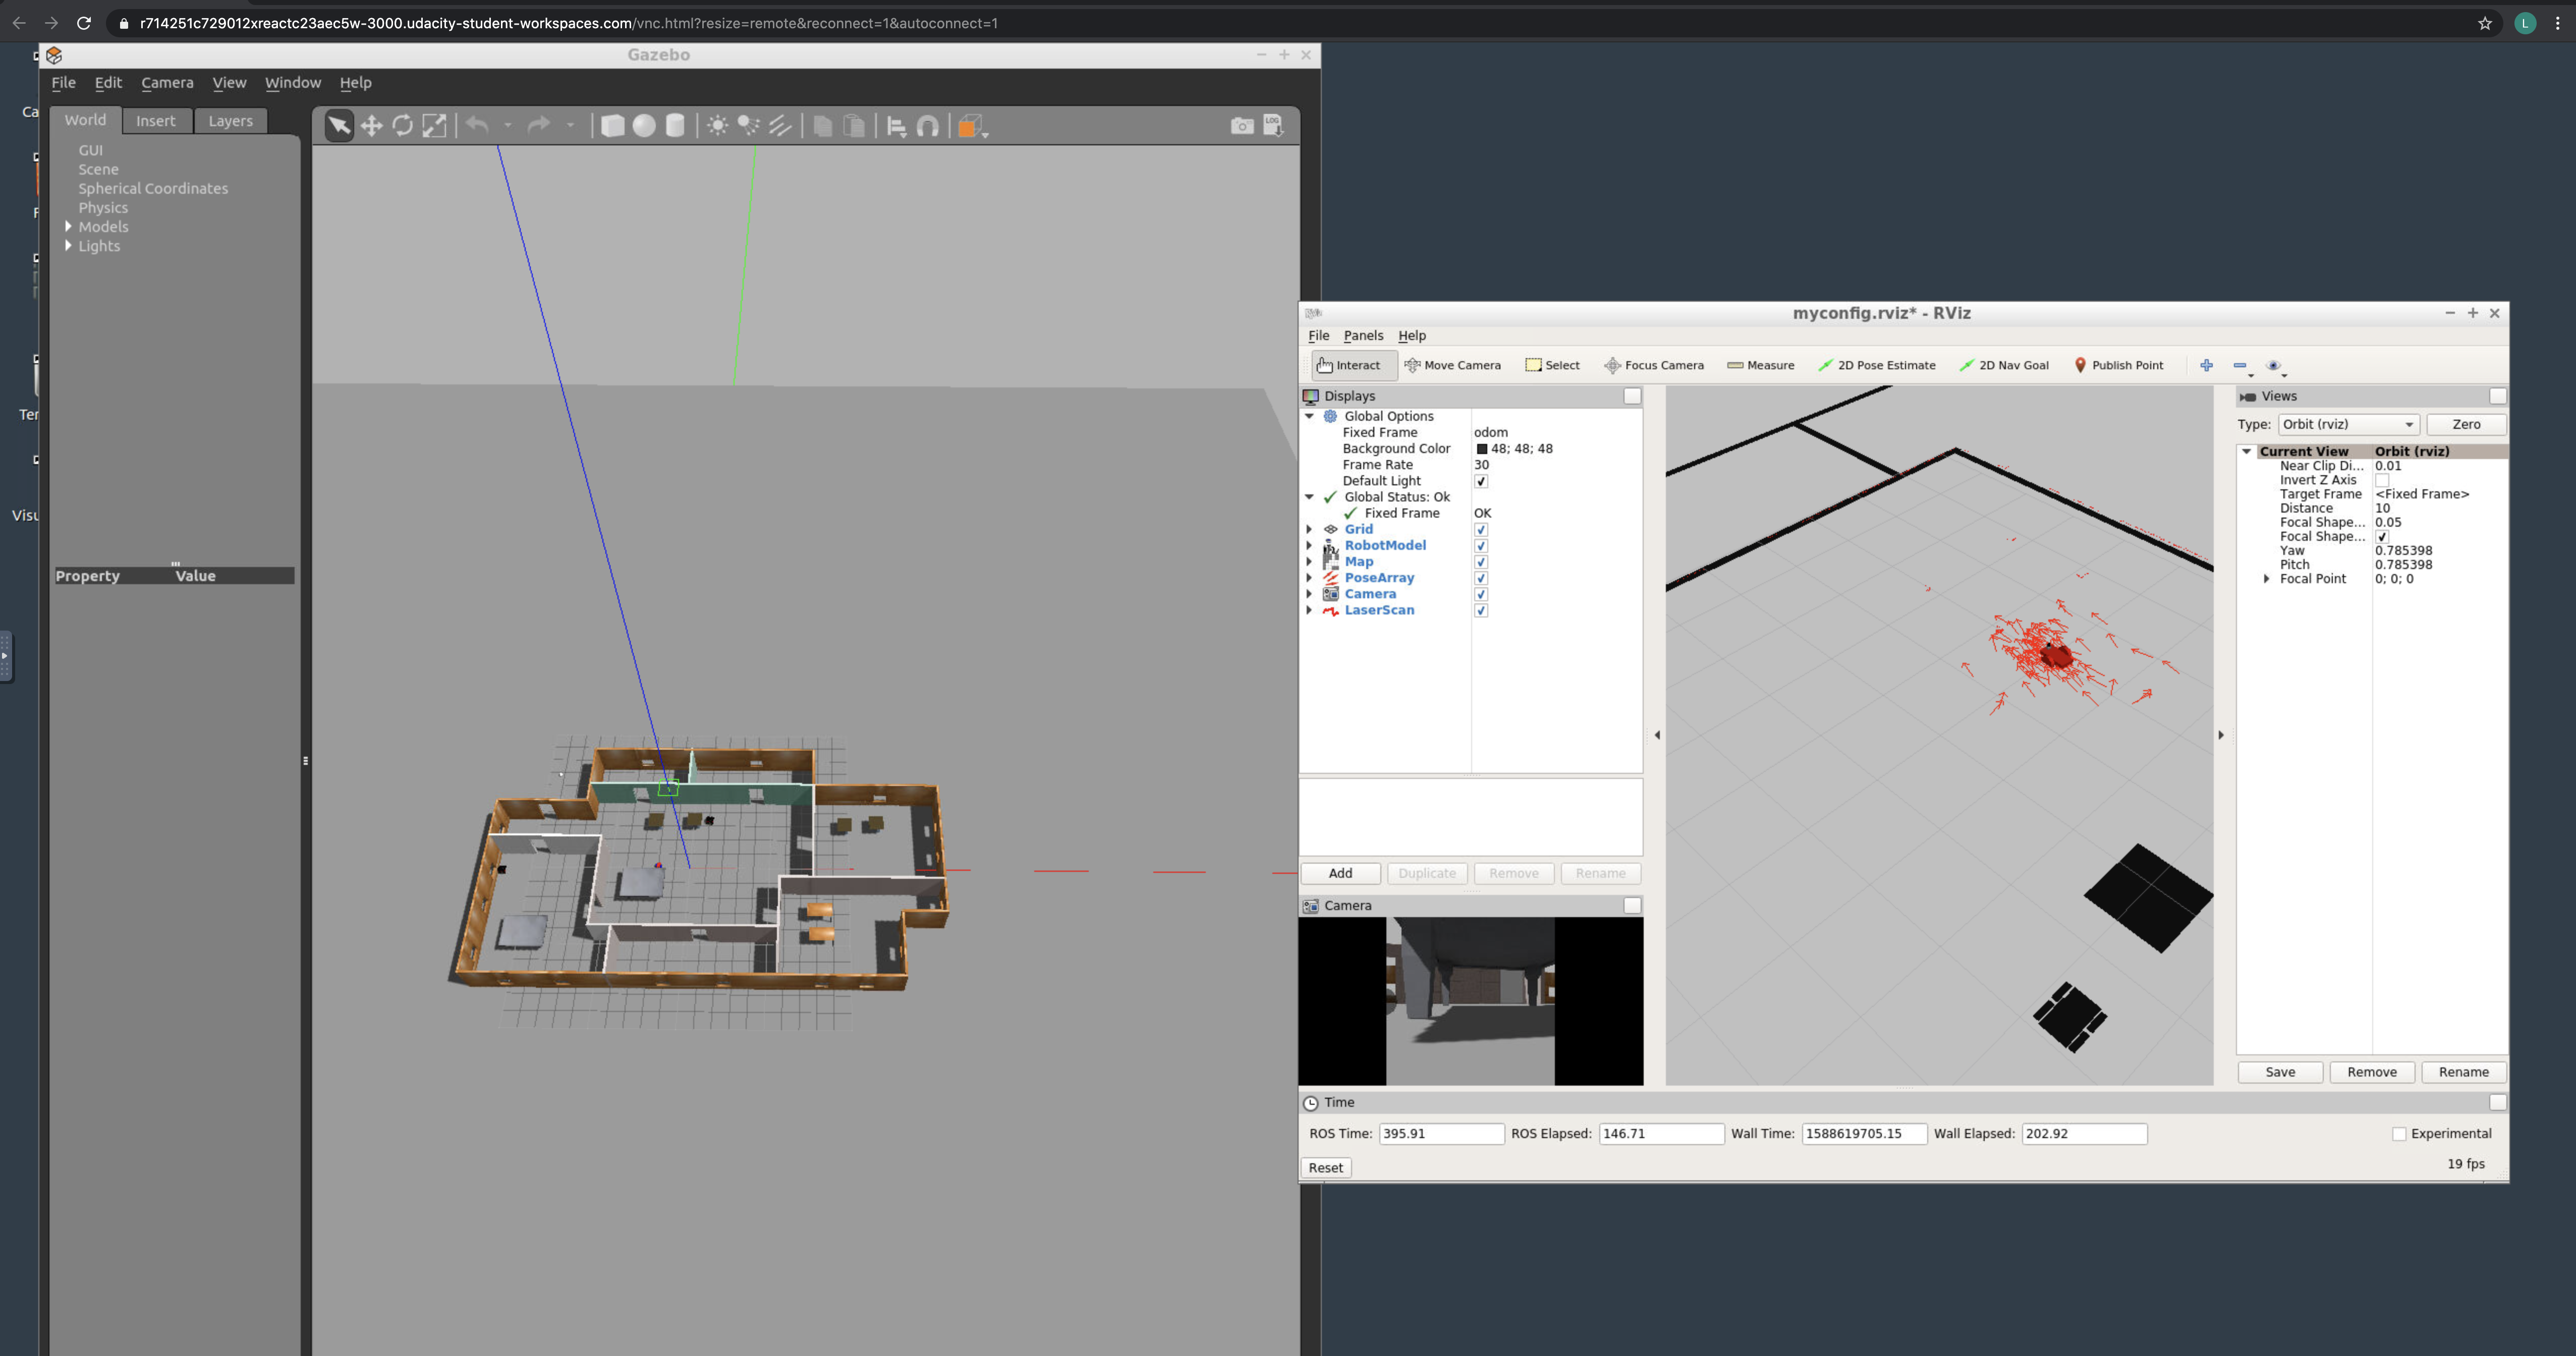 r714251c729012xreactc23aec5w-3000.udacity-student-workspaces.com/vnc.html?resize=remote&reconnect=1&autoconnect=1
L
Gazebo
File Edit Camera View Window Help
Ca
World Insert Layers
LOG
GUI
Scene
Spherical Coordinates
Physics
Models
Lights
F
Ter
Visu
Property Value
myconfig.rviz* - RViz
File Panels Help
Interact Move Camera Select Focus Camera Measure 2D Pose Estimate 2D Nav Goal Publish Point
Displays
Global Options
Fixed Frame odom
Background Color 48; 48; 48
Frame Rate 30
Default Light
Global Status: Ok
Fixed Frame OK
Grid
RobotModel
Map
PoseArray
Camera
LaserScan
Add Duplicate Remove Rename
Camera
Views
Type: Orbit (rviz) Zero
Current View Orbit (rviz)
Near Clip Di... 0.01
Invert Z Axis
Target Frame <Fixed Frame>
Distance 10
Focal Shape... 0.05
Focal Shape...
Yaw 0.785398
Pitch 0.785398
Focal Point 0; 0; 0
Save Remove Rename
Time
ROS Time: 395.91 ROS Elapsed: 146.71 Wall Time: 1588619705.15 Wall Elapsed: 202.92 Experimental
Reset 19 fps